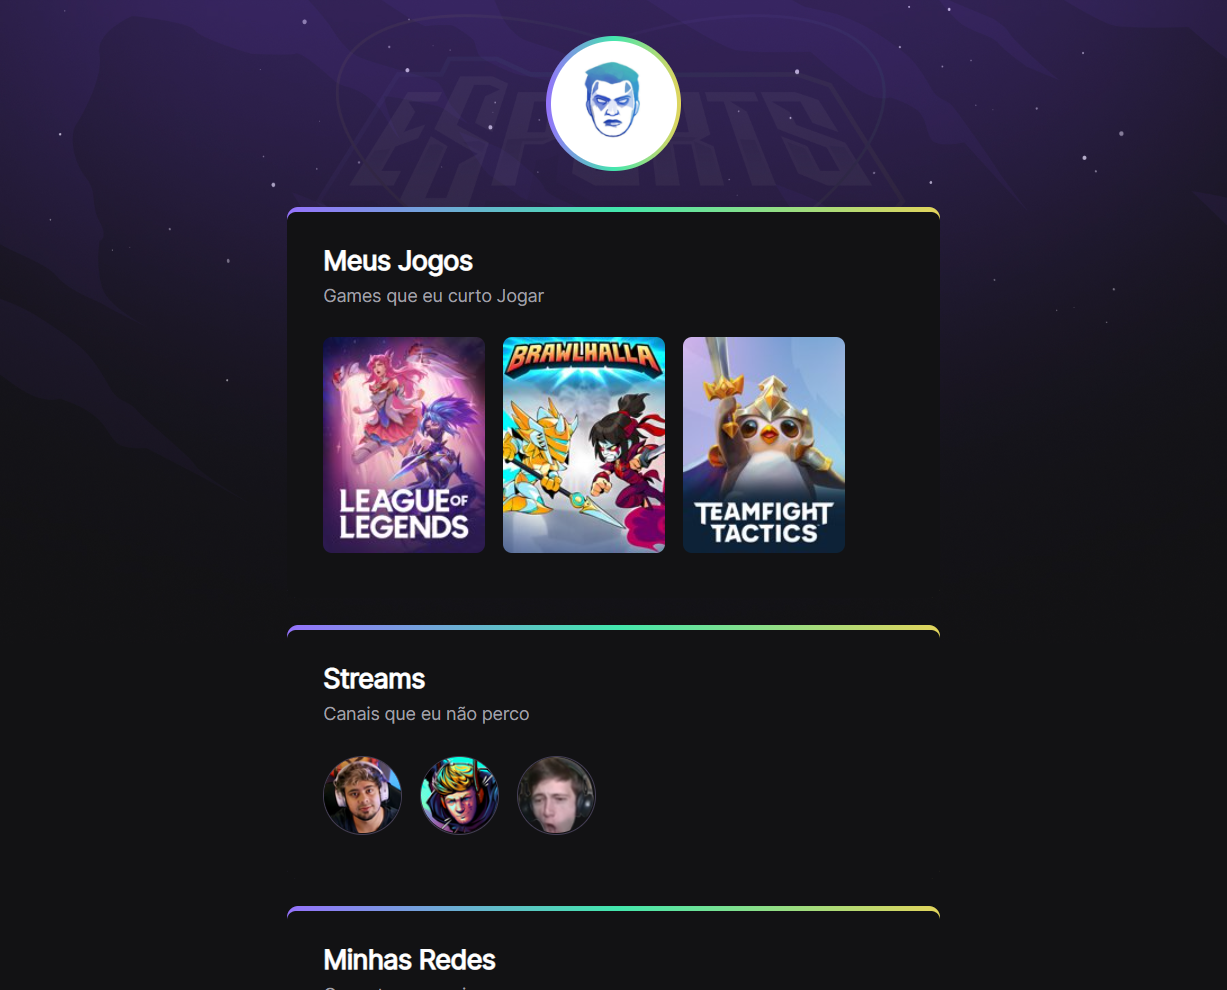 ESPORTS
Meus Jogos
Games que eu curto Jogar
LEAGUE OF
LEGENDS
BRAWLHALLA
TEAMFIGHT
TACTICS
Streams
Canais que eu não perco
Minhas Redes